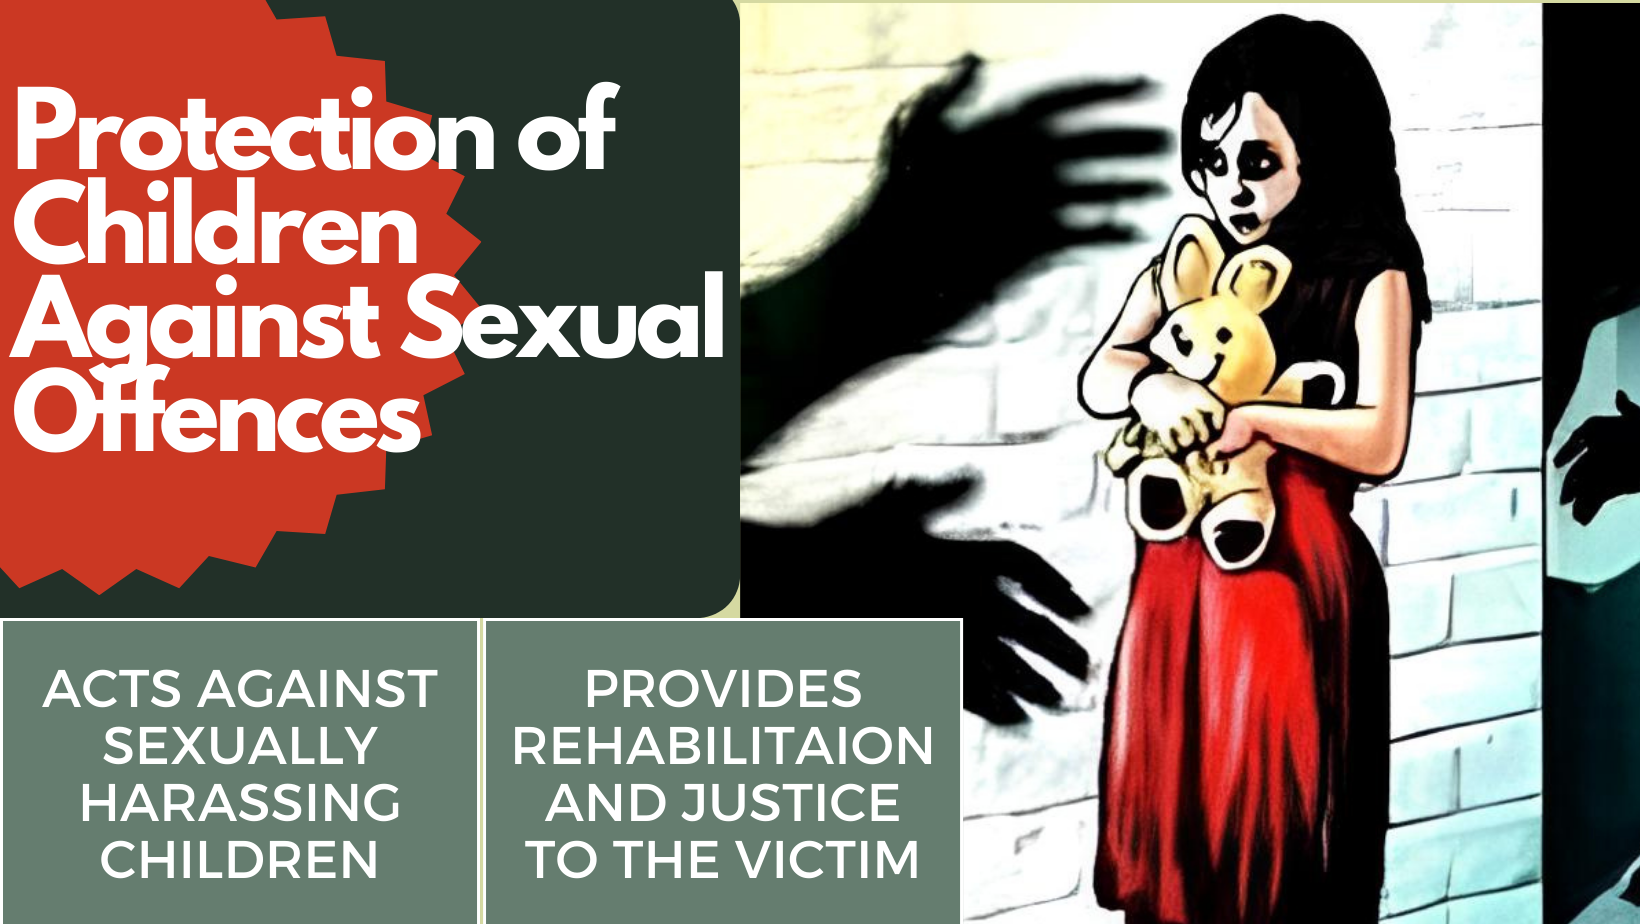 Protection of
Children
Against Sexual
Offences
ACTS AGAINST
SEXUALLY
HARASSING
CHILDREN
PROVIDES
REHABILITAION
AND JUSTICE
TO THE VICTIM